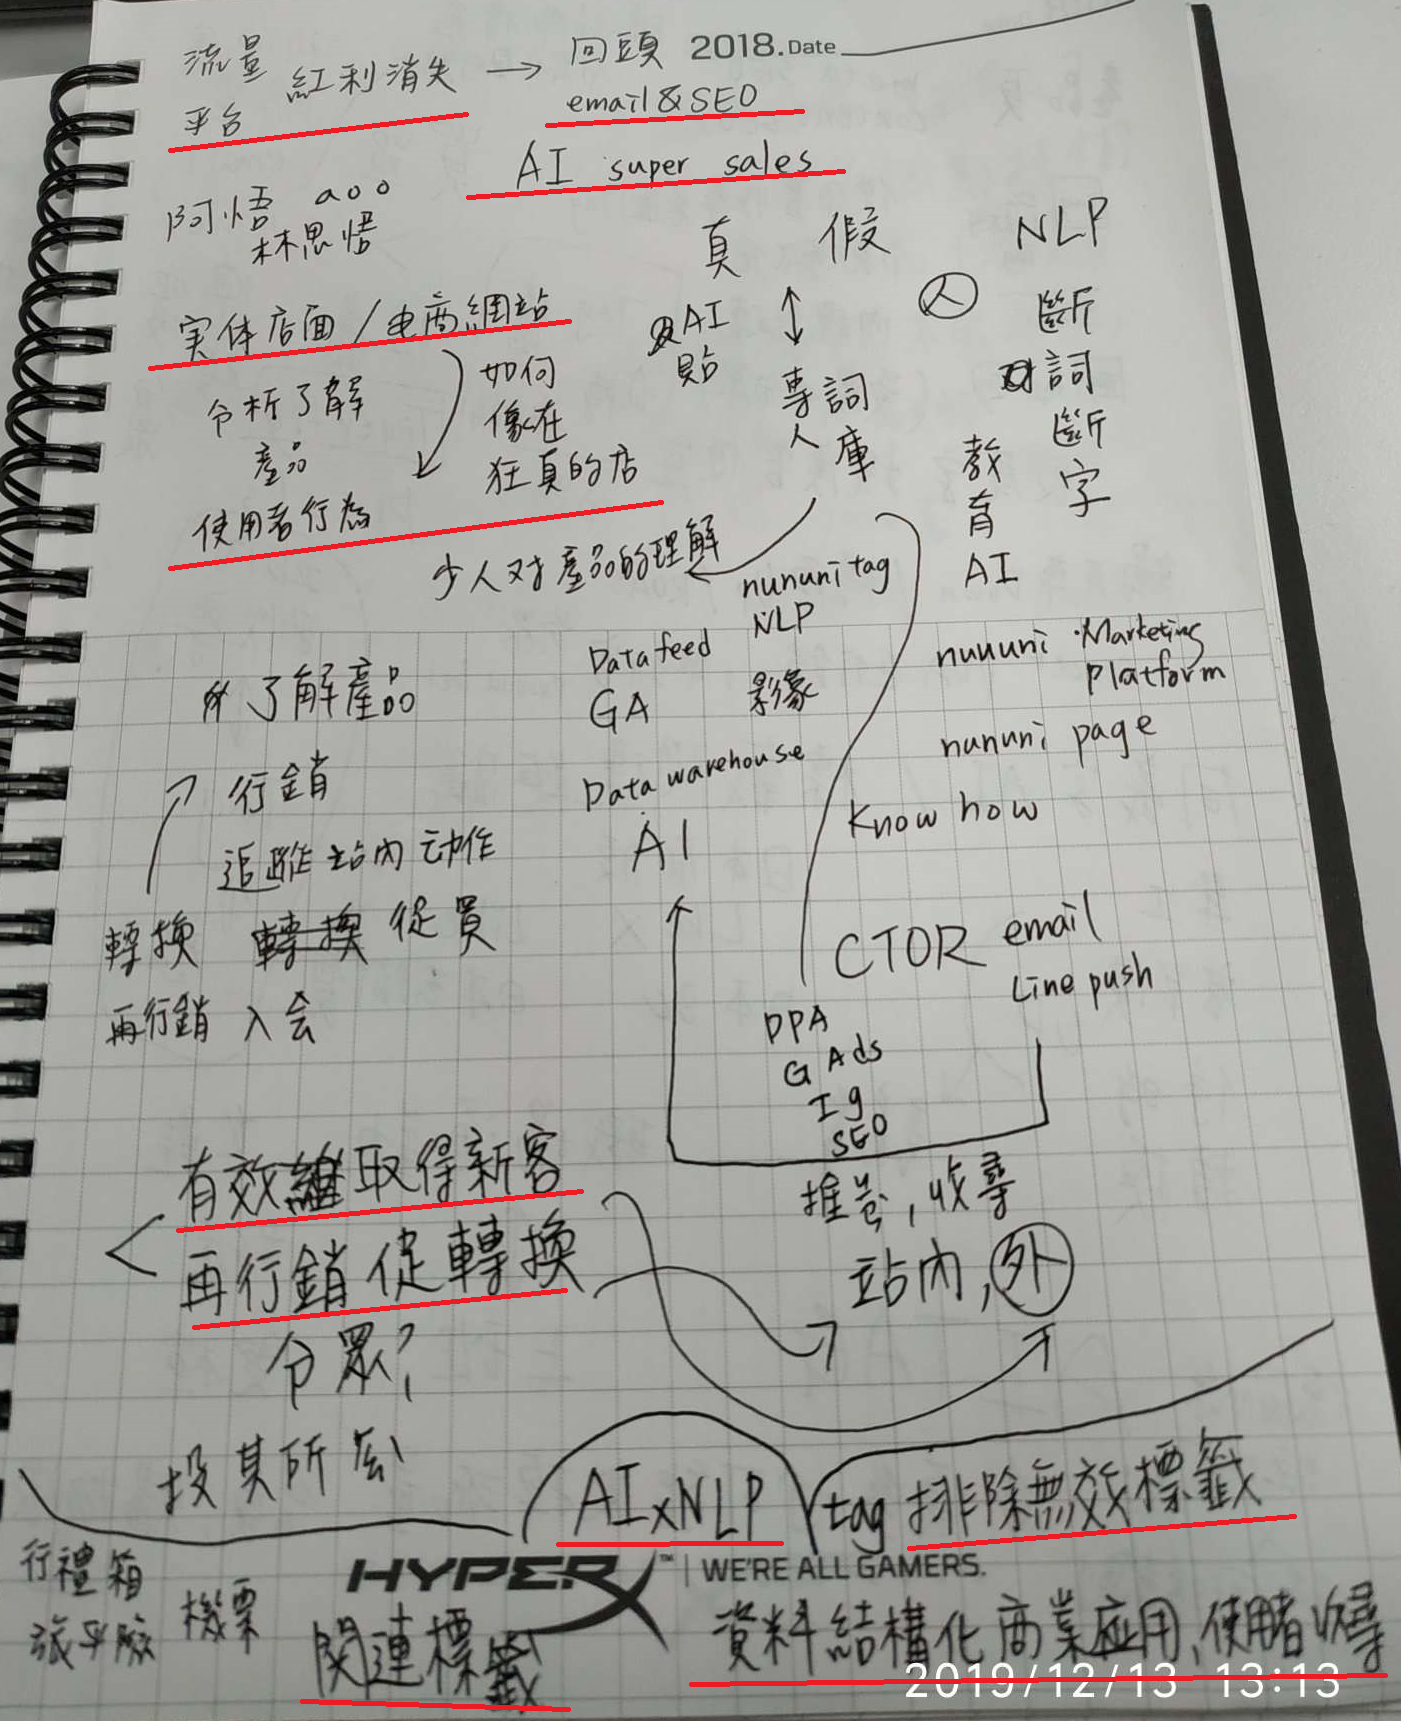 流量 紅利消失 → 回頭 2018.Date
平台 email & SEO
AI super sales
阿悟 aoo
林思悟
真 假 NLP
AI 貼 ↔ 專人 詞庫 人 斷詞 斷字
教育 AI
実体店面/电商網站
分析了解
產品
使用者行為
如何
像在
狂真的店
少人对產品的理解
nununi tag
NLP
影像
Data feed
GA
Data warehouse
AI
nununi ·Marketing
Platform
nununi page
Know how
了解產品
行銷
追蹤站內动作
轉換 轉換 促買
再行銷 入会
CTOR email
Line push
DPA
G Ads
Ig
SEO
推卷,收尋
站內,外
有效 取得新客
再行銷促轉換
分眾?
投其所
AIxNLP
tag 排除無效標籤
HYPERX™ | WE'RE ALL GAMERS.
行禮箱
旅平險 機票
関連標籤
資料結構化商業应用,使用者收尋
2019/12/13 13:13